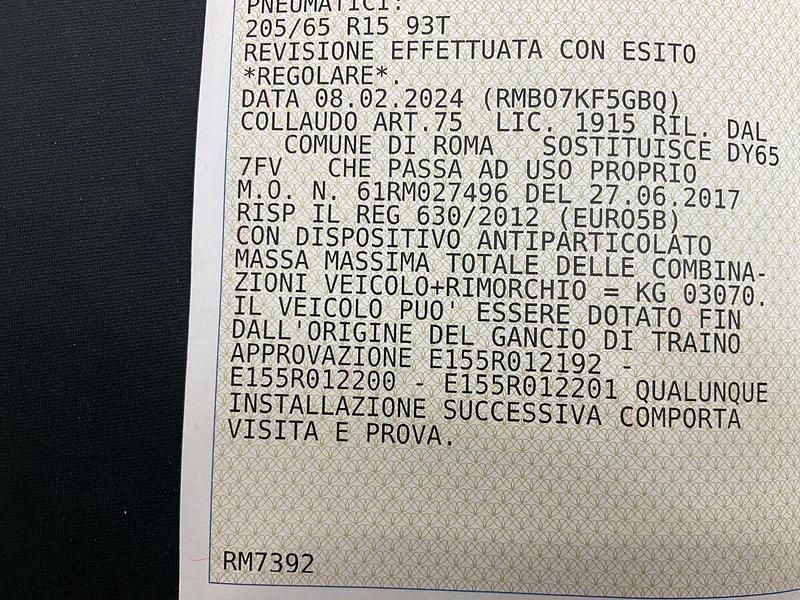 PNEUMATICI:
205/65 R15 93T
REVISIONE EFFETTUATA CON ESITO
*REGOLARE*.
DATA 08.02.2024 (RMBO7KF5GBQ)
COLLAUDO ART.75 LIC. 1915 RIL. DAL
COMUNE DI ROMA SOSTITUISCE DY65
7FV CHE PASSA AD USO PROPRIO
M.O. N. 61RM027496 DEL 27.06.2017
RISP IL REG 630/2012 (EURO5B)
CON DISPOSITIVO ANTIPARTICOLATO
MASSA MASSIMA TOTALE DELLE COMBINA-
ZIONI VEICOLO+RIMORCHIO = KG 03070.
IL VEICOLO PUO' ESSERE DOTATO FIN
DALL'ORIGINE DEL GANCIO DI TRAINO
APPROVAZIONE E155R012192 -
E155R012200 - E155R012201 QUALUNQUE
INSTALLAZIONE SUCCESSIVA COMPORTA
VISITA E PROVA.
RM7392